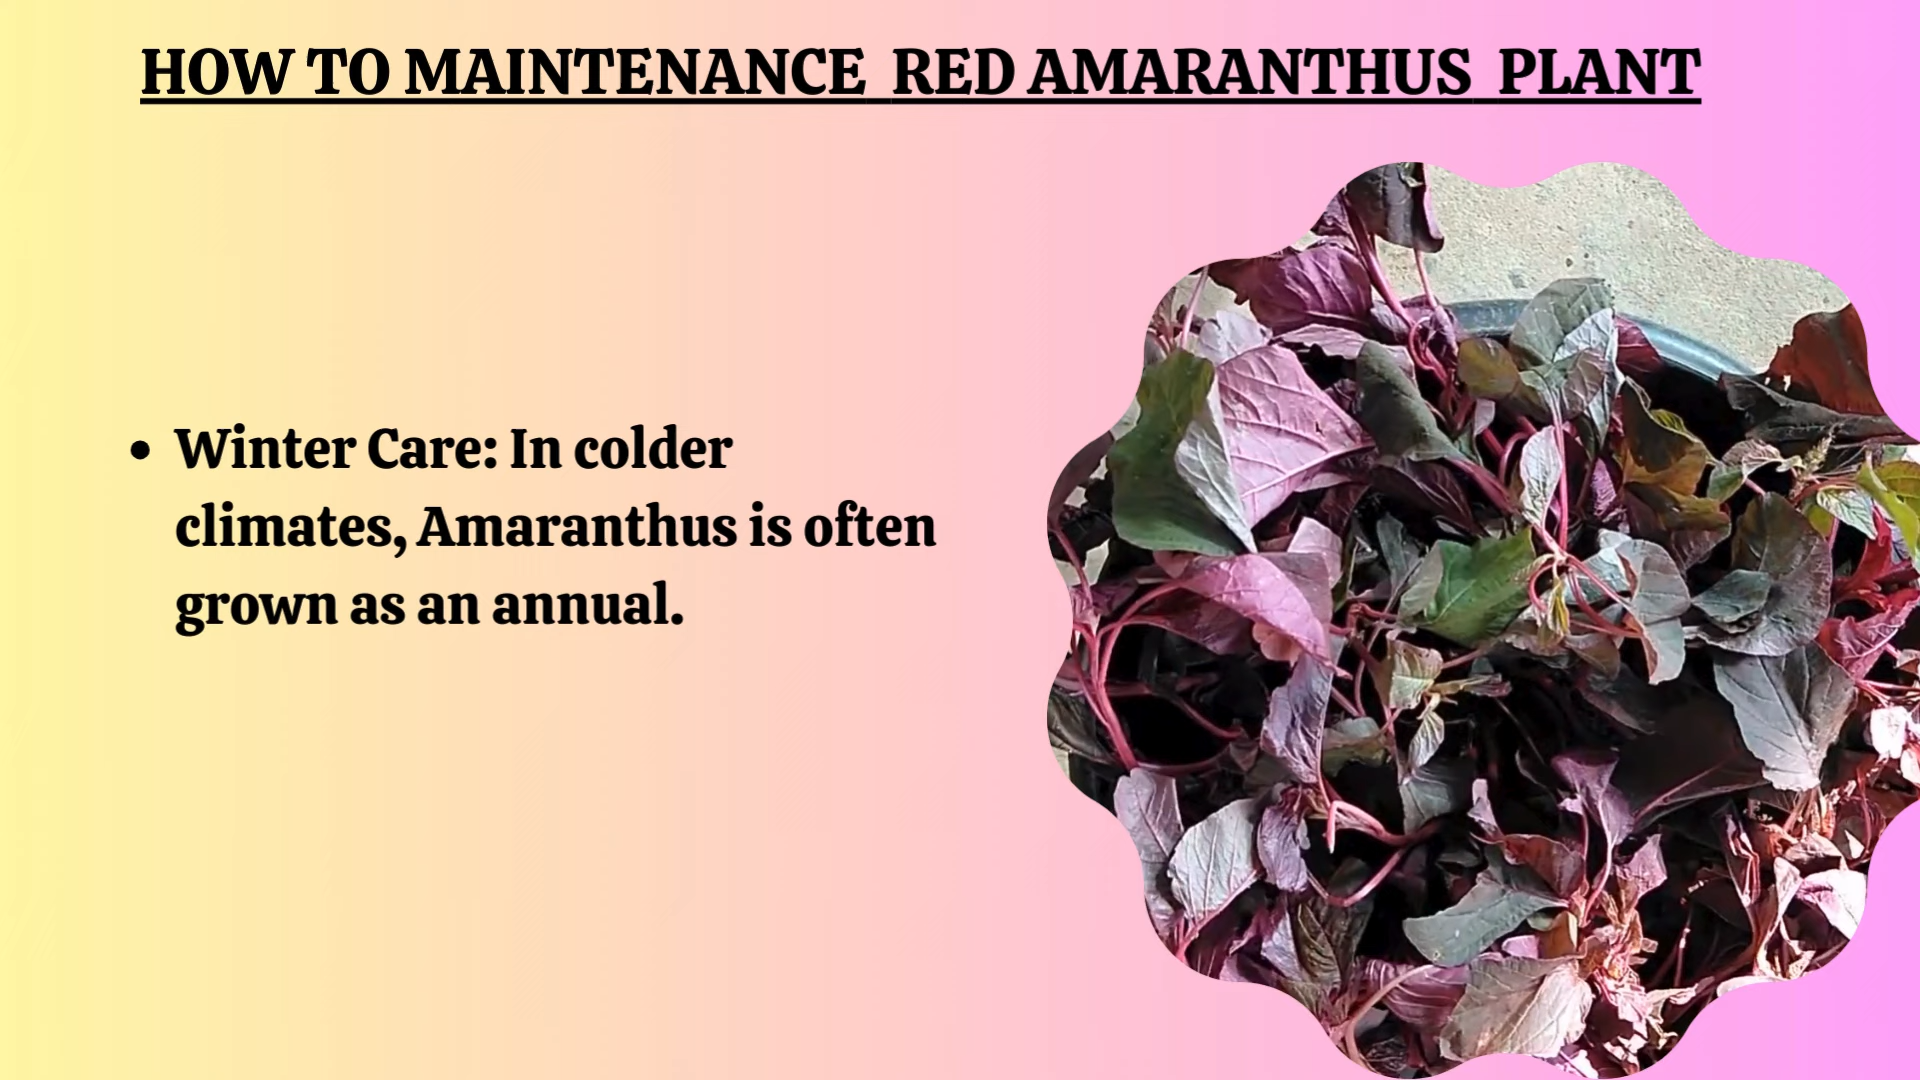 HOW TO MAINTENANCE RED AMARANTHUS PLANT
• Winter Care: In colder
climates, Amaranthus is often
grown as an annual.